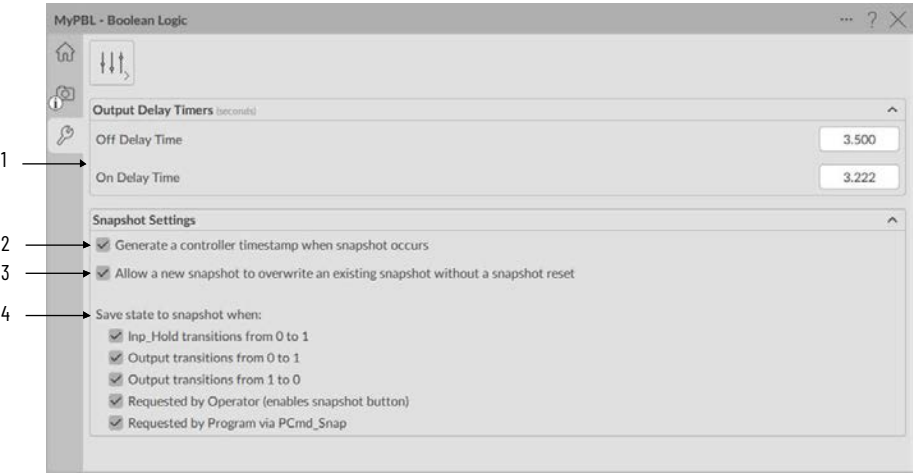 MyPBL - Boolean Logic ... ? X
i
Output Delay Timers (seconds)
Off Delay Time 3.500
1
On Delay Time 3.222
Snapshot Settings
2 Generate a controller timestamp when snapshot occurs
3 Allow a new snapshot to overwrite an existing snapshot without a snapshot reset
4 Save state to snapshot when:
Inp_Hold transitions from 0 to 1
Output transitions from 0 to 1
Output transitions from 1 to 0
Requested by Operator (enables snapshot button)
Requested by Program via PCmd_Snap